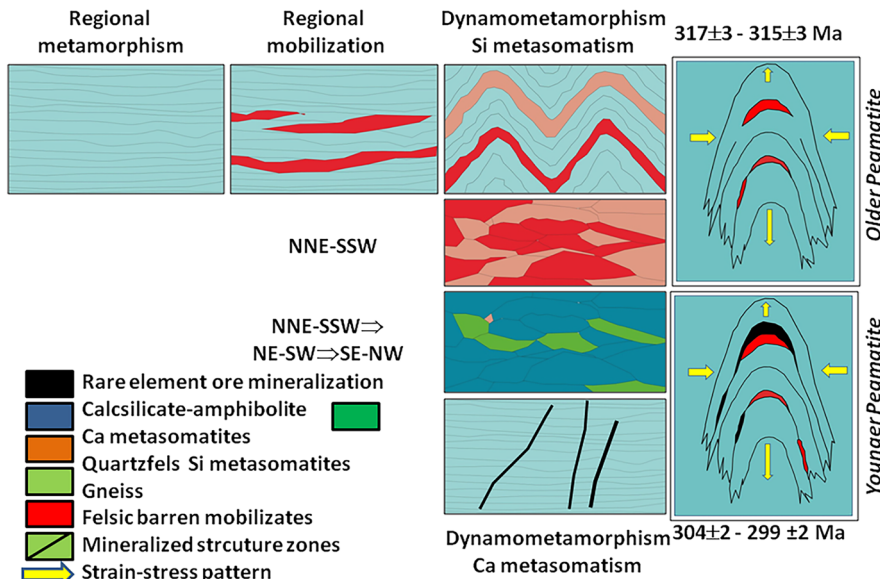 Regional
metamorphism
Regional
mobilization
Dynamometamorphism
Si metasomatism
317±3 - 315±3 Ma
Older Pegamatite
NNE-SSW
NNE-SSW⇒
NE-SW⇒SE-NW
Rare element ore mineralization
Calcsilicate-amphibolite
Ca metasomatites
Quartzfels Si metasomatites
Gneiss
Felsic barren mobilizates
Mineralized strcuture zones
Strain-stress pattern
Younger Pegamatite
Dynamometamorphism
Ca metasomatism
304±2 - 299 ±2 Ma